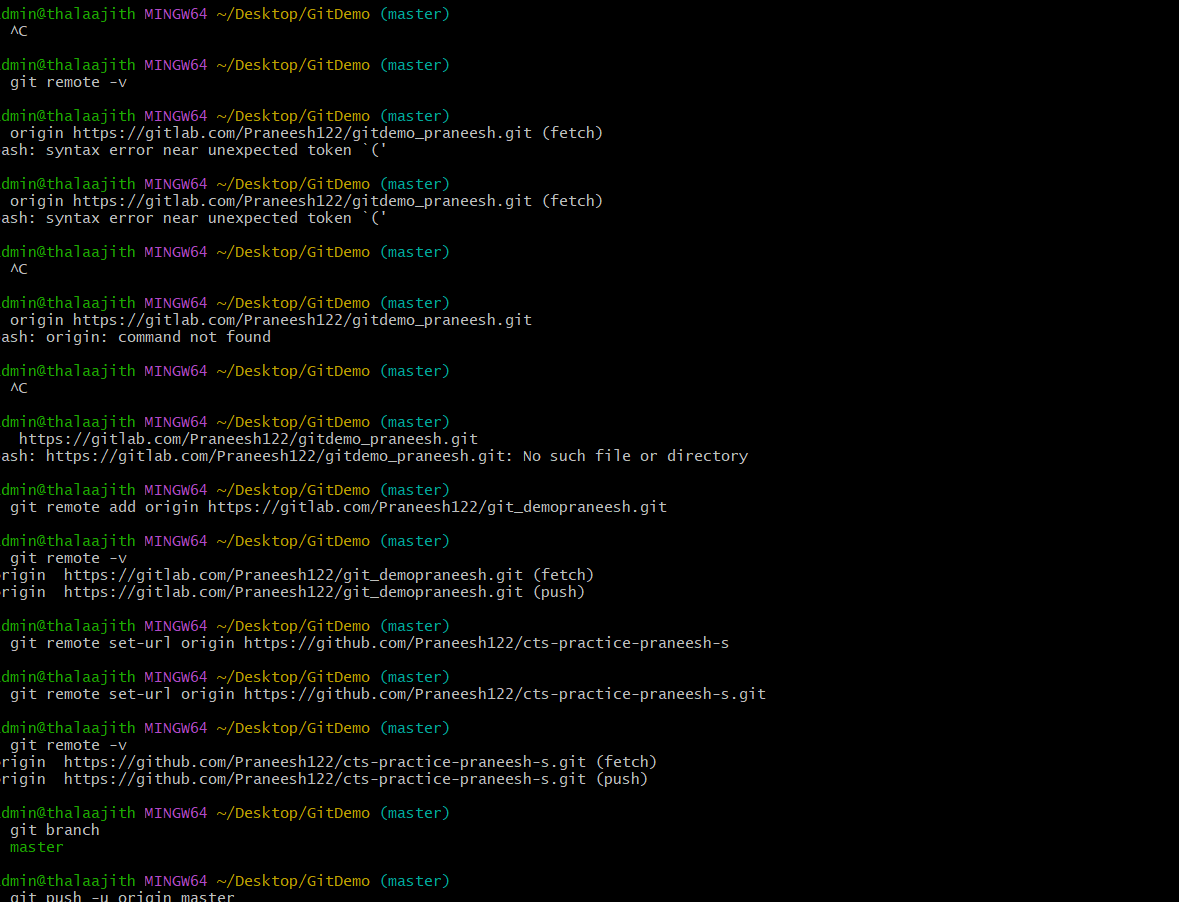 dmin@thalaajith MINGW64 ~/Desktop/GitDemo (master)
^C
dmin@thalaajith MINGW64 ~/Desktop/GitDemo (master)
git remote -v
dmin@thalaajith MINGW64 ~/Desktop/GitDemo (master)
origin https://gitlab.com/Praneesh122/gitdemo_praneesh.git (fetch)
ash: syntax error near unexpected token `('
dmin@thalaajith MINGW64 ~/Desktop/GitDemo (master)
origin https://gitlab.com/Praneesh122/gitdemo_praneesh.git (fetch)
ash: syntax error near unexpected token `('
dmin@thalaajith MINGW64 ~/Desktop/GitDemo (master)
^C
dmin@thalaajith MINGW64 ~/Desktop/GitDemo (master)
origin https://gitlab.com/Praneesh122/gitdemo_praneesh.git
ash: origin: command not found
dmin@thalaajith MINGW64 ~/Desktop/GitDemo (master)
^C
dmin@thalaajith MINGW64 ~/Desktop/GitDemo (master)
https://gitlab.com/Praneesh122/gitdemo_praneesh.git
ash: https://gitlab.com/Praneesh122/gitdemo_praneesh.git: No such file or directory
dmin@thalaajith MINGW64 ~/Desktop/GitDemo (master)
git remote add origin https://gitlab.com/Praneesh122/git_demopraneesh.git
dmin@thalaajith MINGW64 ~/Desktop/GitDemo (master)
git remote -v
rigin  https://gitlab.com/Praneesh122/git_demopraneesh.git (fetch)
rigin  https://gitlab.com/Praneesh122/git_demopraneesh.git (push)
dmin@thalaajith MINGW64 ~/Desktop/GitDemo (master)
git remote set-url origin https://github.com/Praneesh122/cts-practice-praneesh-s
dmin@thalaajith MINGW64 ~/Desktop/GitDemo (master)
git remote set-url origin https://github.com/Praneesh122/cts-practice-praneesh-s.git
dmin@thalaajith MINGW64 ~/Desktop/GitDemo (master)
git remote -v
rigin  https://github.com/Praneesh122/cts-practice-praneesh-s.git (fetch)
rigin  https://github.com/Praneesh122/cts-practice-praneesh-s.git (push)
dmin@thalaajith MINGW64 ~/Desktop/GitDemo (master)
git branch
master
dmin@thalaajith MINGW64 ~/Desktop/GitDemo (master)
git push -u origin master